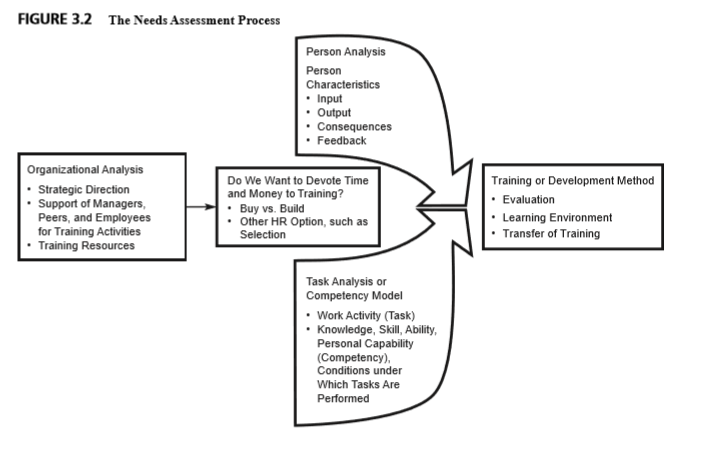 FIGURE 3.2 The Needs Assessment Process
Person Analysis
Person
Characteristics
• Input
• Output
• Consequences
• Feedback
Organizational Analysis
• Strategic Direction
• Support of Managers,
Peers, and Employees
for Training Activities
• Training Resources
Do We Want to Devote Time
and Money to Training?
• Buy vs. Build
• Other HR Option, such as
Selection
Training or Development Method
• Evaluation
• Learning Environment
• Transfer of Training
Task Analysis or
Competency Model
• Work Activity (Task)
• Knowledge, Skill, Ability,
Personal Capability
(Competency),
Conditions under
Which Tasks Are
Performed